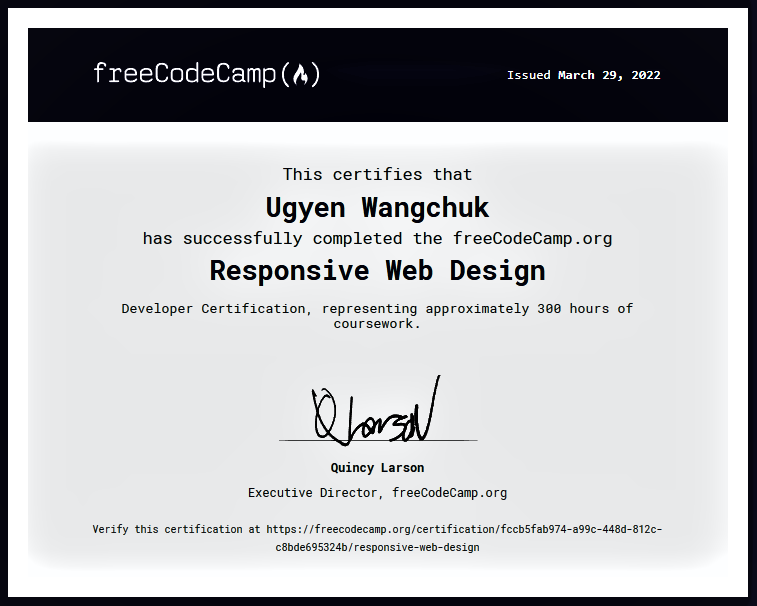 freeCodeCamp(🔥)
Issued March 29, 2022
This certifies that
Ugyen Wangchuk
has successfully completed the freeCodeCamp.org
Responsive Web Design
Developer Certification, representing approximately 300 hours of
coursework.
QLarson
Quincy Larson
Executive Director, freeCodeCamp.org
Verify this certification at https://freecodecamp.org/certification/fccb5fab974-a99c-448d-812c-
c8bde695324b/responsive-web-design